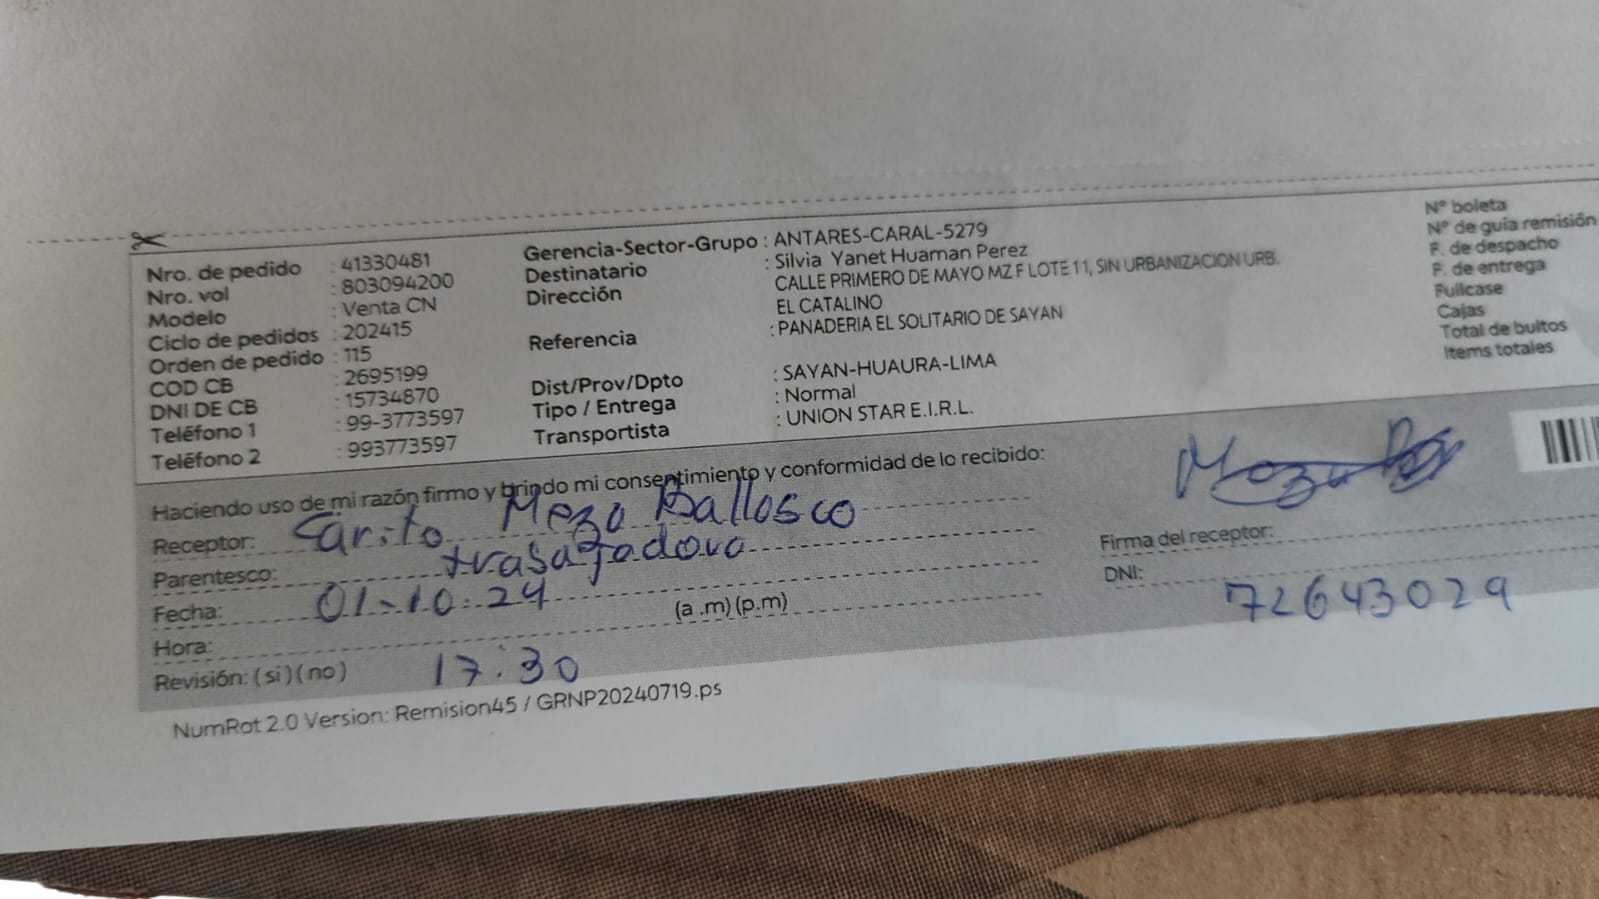 Nro. de pedido : 41330481
Nro. vol : 803094200
Modelo : Venta CN
Ciclo de pedidos : 202415
Orden de pedido : 115
COD CB : 2695199
DNI DE CB : 15734870
Teléfono 1 : 99-3773597
Teléfono 2 : 993773597
Gerencia-Sector-Grupo : ANTARES-CARAL-5279
Destinatario : Silvia Yanet Huaman Perez
Dirección : CALLE PRIMERO DE MAYO MZ F LOTE 11, SIN URBANIZACION URB.
EL CATALINO
Referencia : PANADERIA EL SOLITARIO DE SAYAN
Dist/Prov/Dpto : SAYAN-HUAURA-LIMA
Tipo / Entrega : Normal
Transportista : UNION STAR E.I.R.L.
N° boleta
N° de guía remisión
F. de despacho
F. de entrega
Fullcase
Cajas
Total de bultos
Items totales
Haciendo uso de mi razón firmo y brindo mi consentimiento y conformidad de lo recibido:
Receptor: Carito Mezo Ballosco
Parentesco: trabajadora
Fecha: 01-10-24
Hora: (a .m) (p.m)
Revisión: ( si ) ( no ) 17:30
Firma del receptor:
DNI: 72643029
NumRot 2.0 Version: Remision45 / GRNP20240719.ps